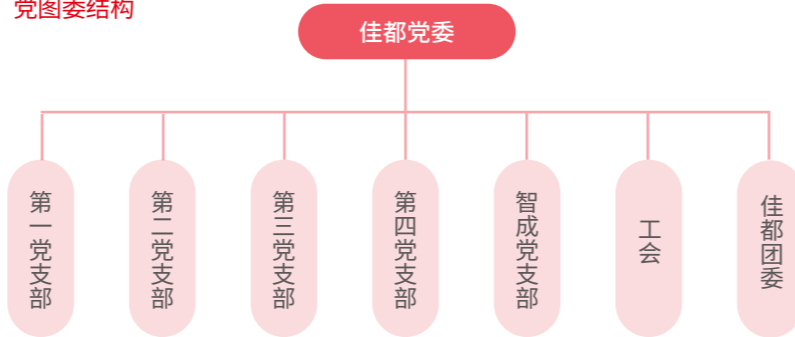 党图委结构
佳都党委
第一党支部
第二党支部
第三党支部
第四党支部
智成党支部
工会
佳都团委